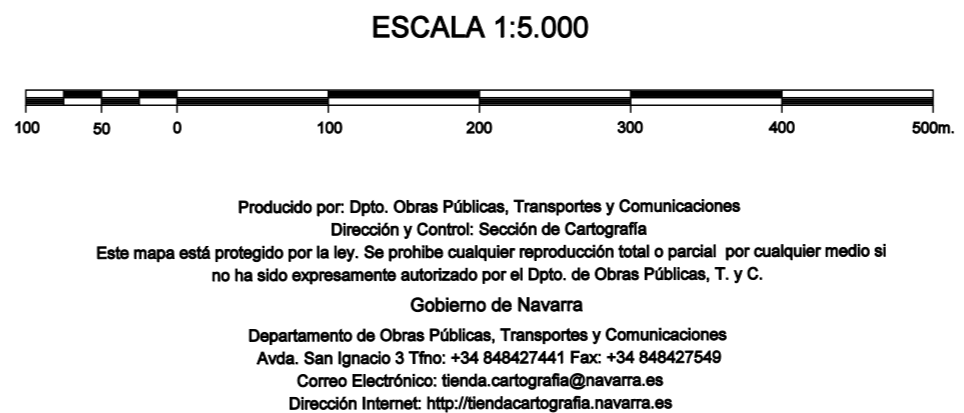 ESCALA 1:5.000
100 50 0 100 200 300 400 500m.
Producido por: Dpto. Obras Públicas, Transportes y Comunicaciones
Dirección y Control: Sección de Cartografía
Este mapa está protegido por la ley. Se prohibe cualquier reproducción total o parcial por cualquier medio si
no ha sido expresamente autorizado por el Dpto. de Obras Públicas, T. y C.
Gobierno de Navarra
Departamento de Obras Públicas, Transportes y Comunicaciones
Avda. San Ignacio 3 Tfno: +34 848427441 Fax: +34 848427549
Correo Electrónico: tienda.cartografia@navarra.es
Dirección Internet: http://tiendacartografia.navarra.es